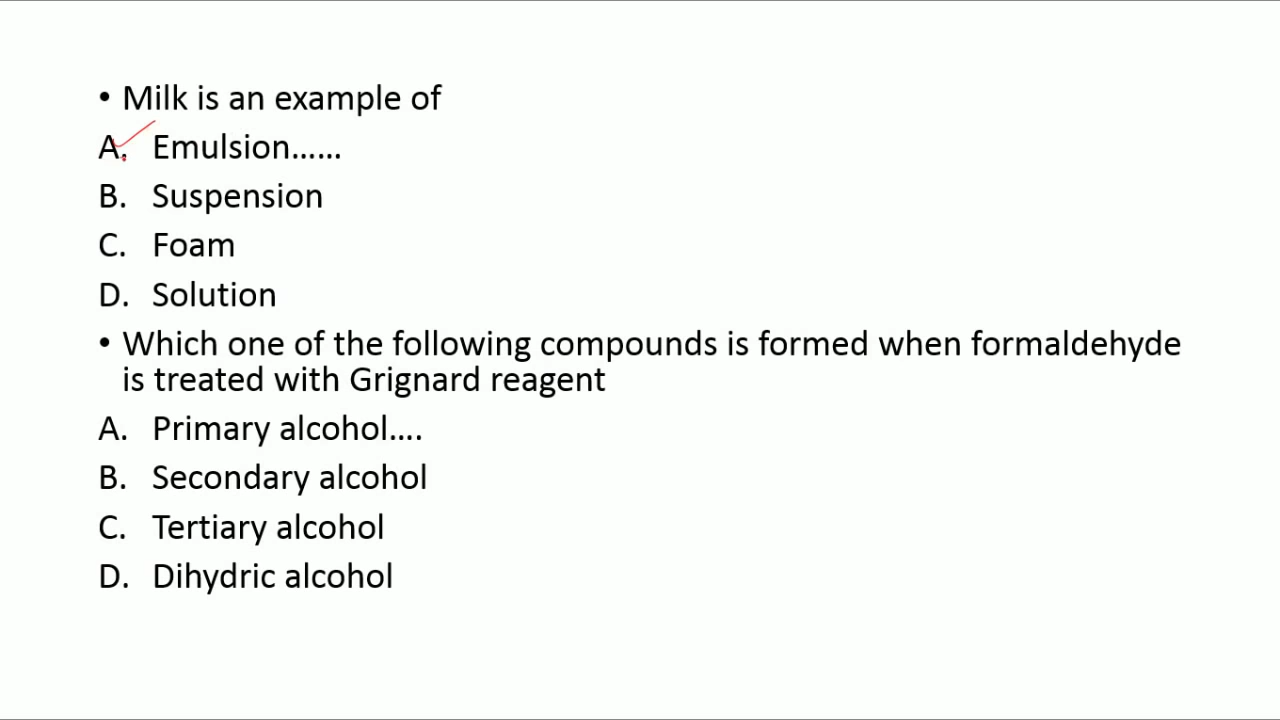 • Milk is an example of
A. Emulsion......
B. Suspension
C. Foam
D. Solution
• Which one of the following compounds is formed when formaldehyde
is treated with Grignard reagent
A. Primary alcohol....
B. Secondary alcohol
C. Tertiary alcohol
D. Dihydric alcohol